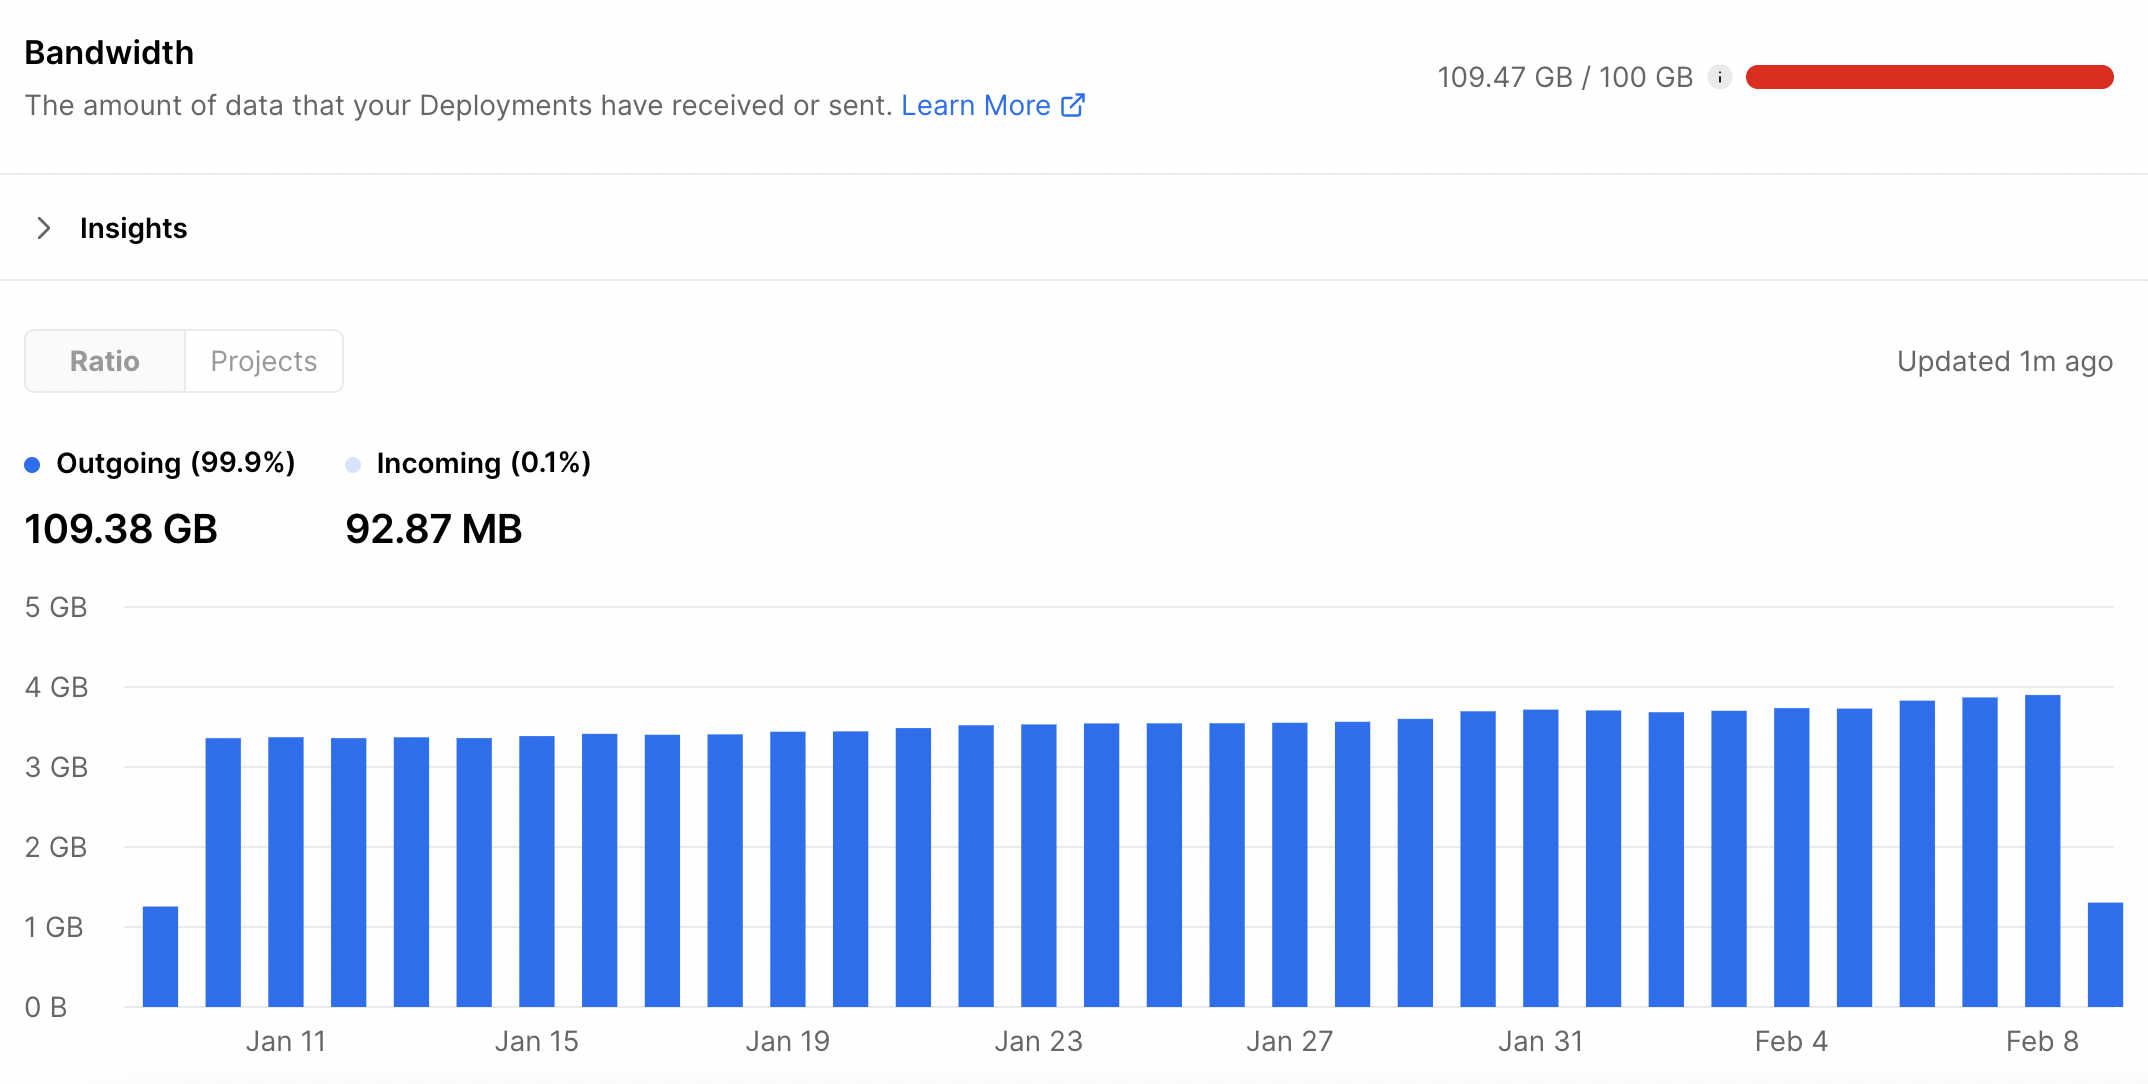 Bandwidth
109.47 GB / 100 GB
The amount of data that your Deployments have received or sent. Learn More
Insights
Ratio
Projects
Updated 1m ago
Outgoing (99.9%)
Incoming (0.1%)
109.38 GB
92.87 MB
5 GB
4 GB
3 GB
2 GB
1 GB
0 B
Jan 11
Jan 15
Jan 19
Jan 23
Jan 27
Jan 31
Feb 4
Feb 8